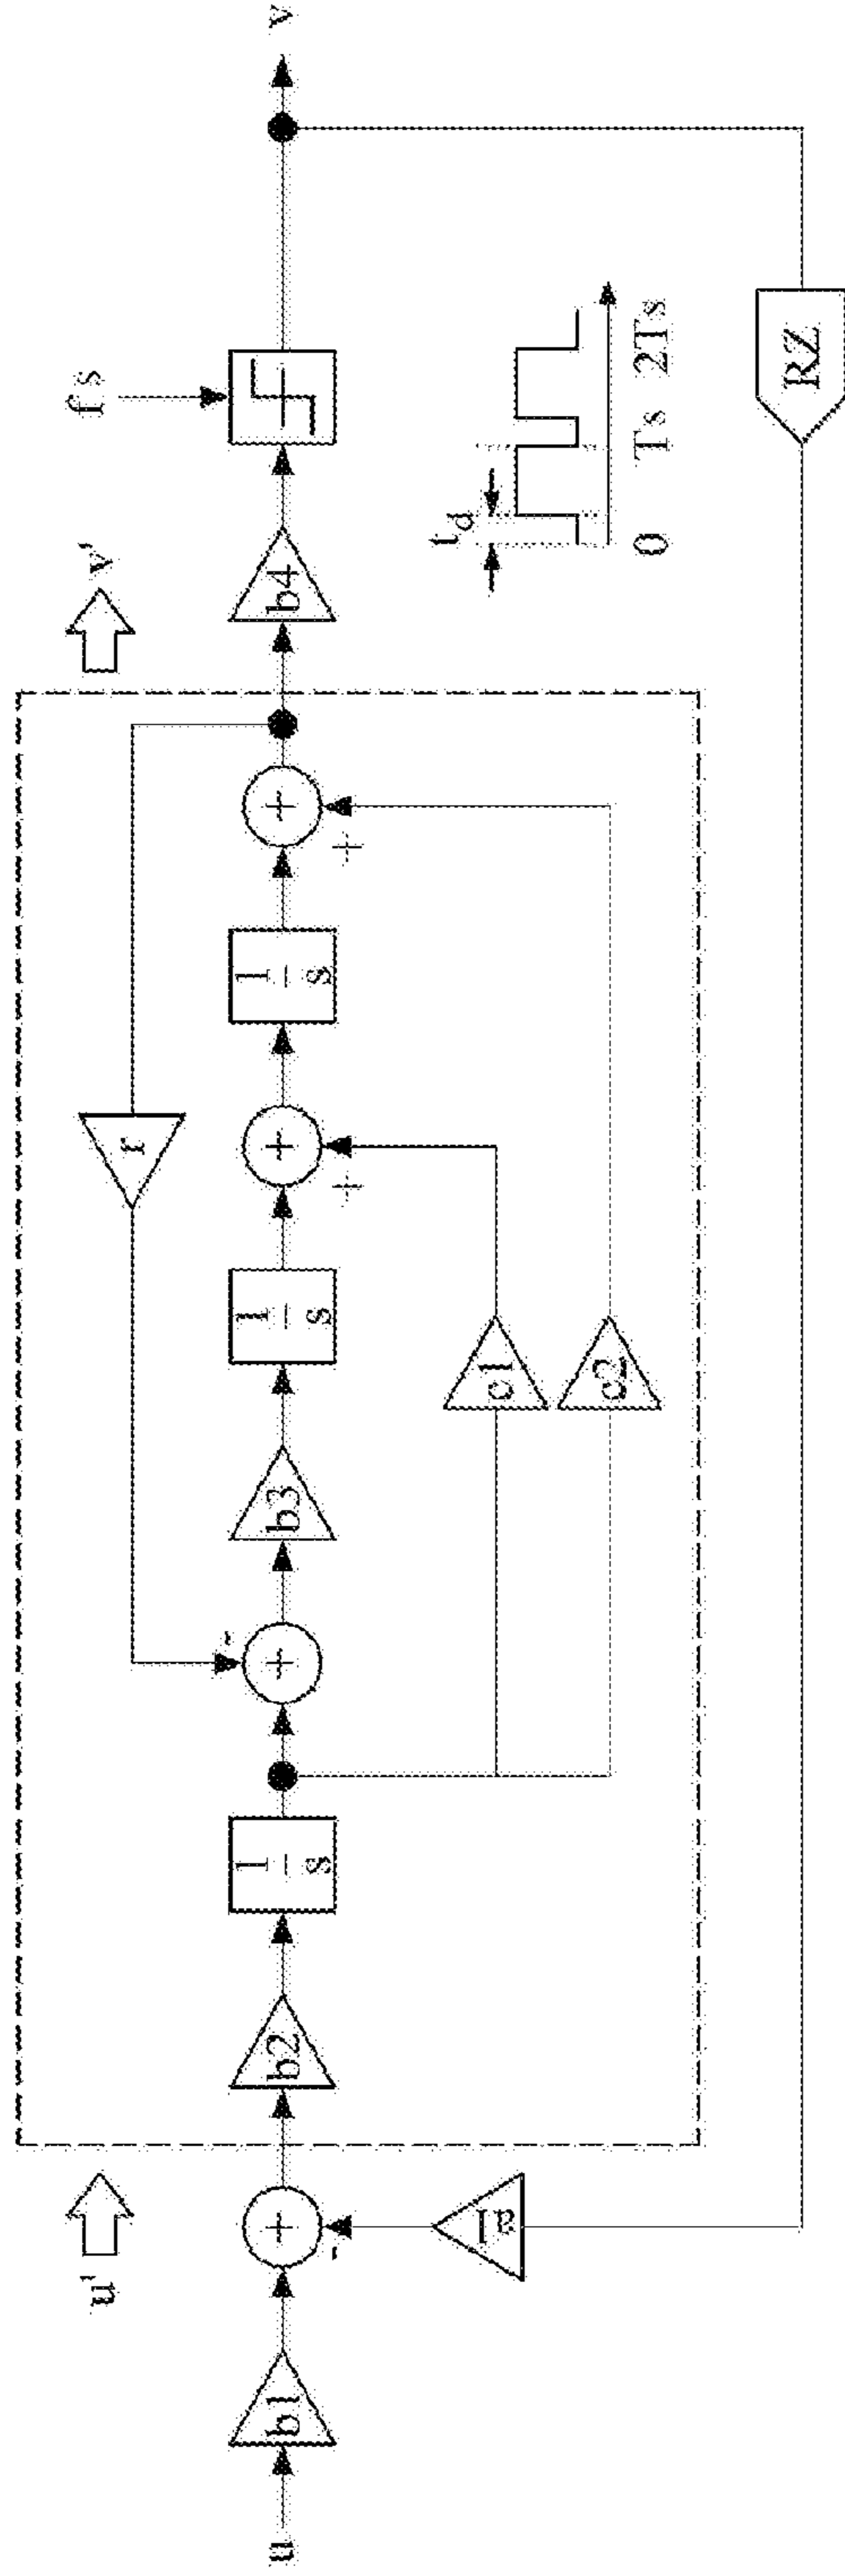 u
b1
+
-
a1
u'
b2
1
s
+
-
b3
1
s
+
+
1
s
+
+
r
c1
c2
v'
b4
fs
v
td
0 Ts 2Ts
RZ